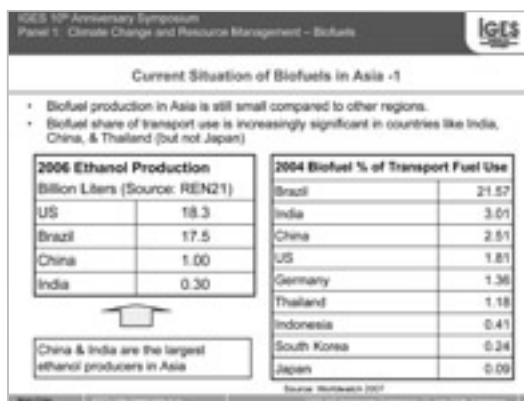 IGES 10th Anniversary Symposium
Panel 1: Climate Change and Resource Management – Biofuels
IGES
Current Situation of Biofuels in Asia -1
• Biofuel production in Asia is still small compared to other regions.
• Biofuel share of transport use is increasingly significant in countries like India,
China, & Thailand (but not Japan)
2006 Ethanol Production
Billion Liters (Source: REN21)
US 18.3
Brazil 17.5
China 1.00
India 0.30
China & India are the largest
ethanol producers in Asia
2004 Biofuel % of Transport Fuel Use
Brazil 21.57
India 3.01
China 2.51
US 1.81
Germany 1.36
Thailand 1.18
Indonesia 0.41
South Korea 0.24
Japan 0.09
Source: Worldwatch 2007